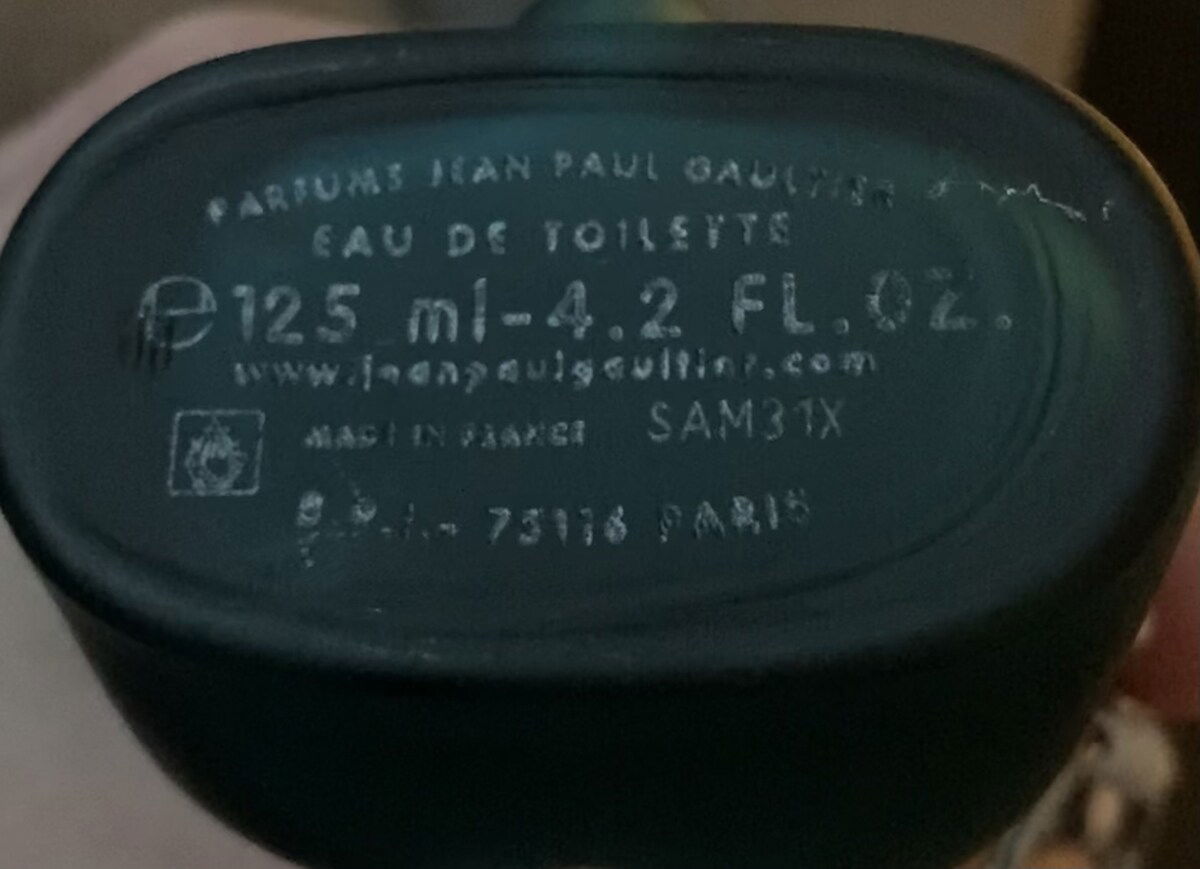 PARFUMS JEAN PAUL GAULTIER
EAU DE TOILETTE
e 125 ml-4.2 FL.OZ.
www.jeanpaulgaultier.com
MADE IN FRANCE SAM31X
75116 PARIS